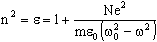 n² = ε = 1 + Ne² / mε₀(ω₀² − ω²)